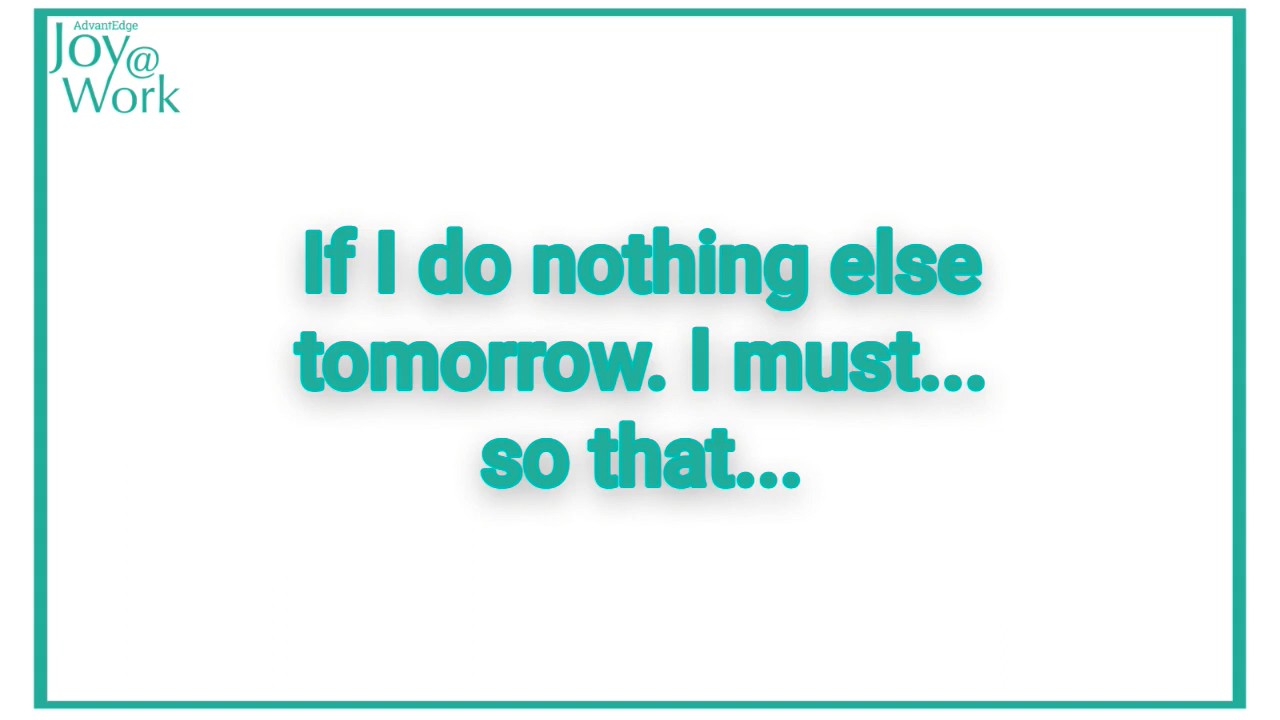 AdvantEdge
Joy@
Work
If I do nothing else
tomorrow. I must...
so that...